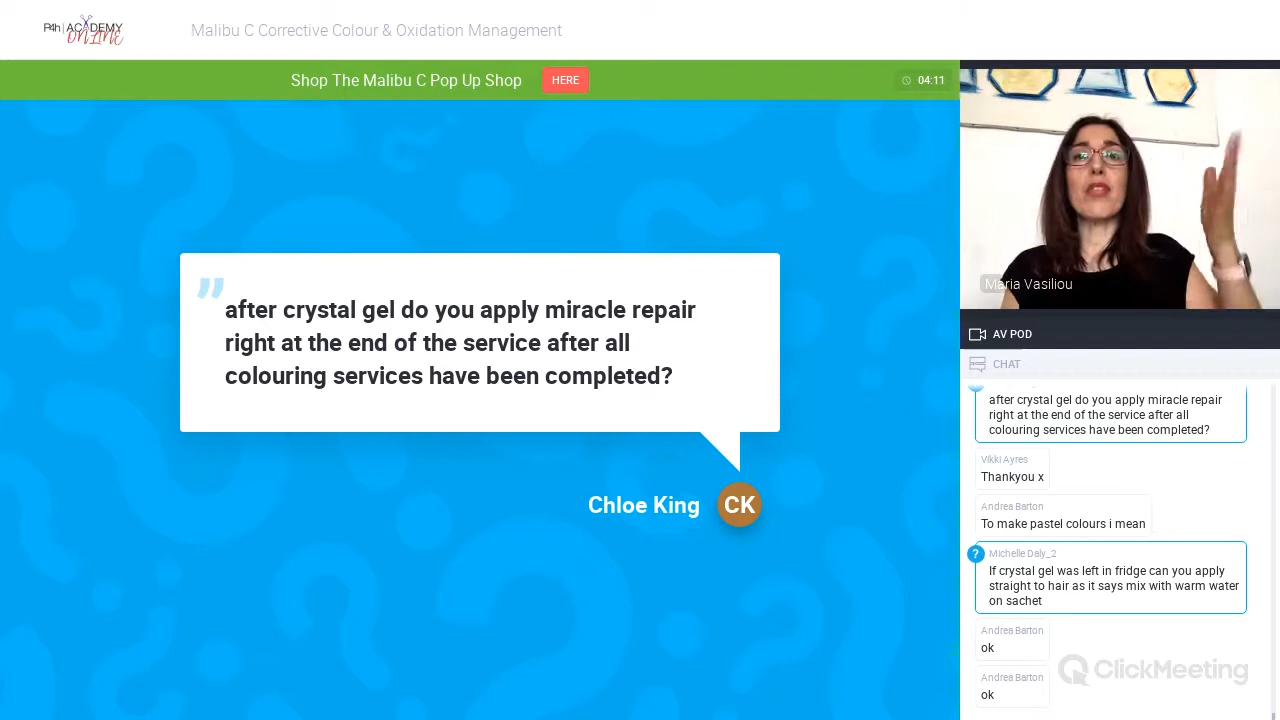 P4h | ACADEMY
ONLINE
Malibu C Corrective Colour & Oxidation Management
Shop The Malibu C Pop Up Shop
HERE
04:11
after crystal gel do you apply miracle repair
right at the end of the service after all
colouring services have been completed?
Chloe King
CK
Maria Vasiliou
AV POD
CHAT
after crystal gel do you apply miracle repair
right at the end of the service after all
colouring services have been completed?
Vikki Ayres
Thankyou x
Andrea Barton
To make pastel colours i mean
?
Michelle Daly_2
If crystal gel was left in fridge can you apply
straight to hair as it says mix with warm water
on sachet
Andrea Barton
ok
Andrea Barton
ok
ClickMeeting